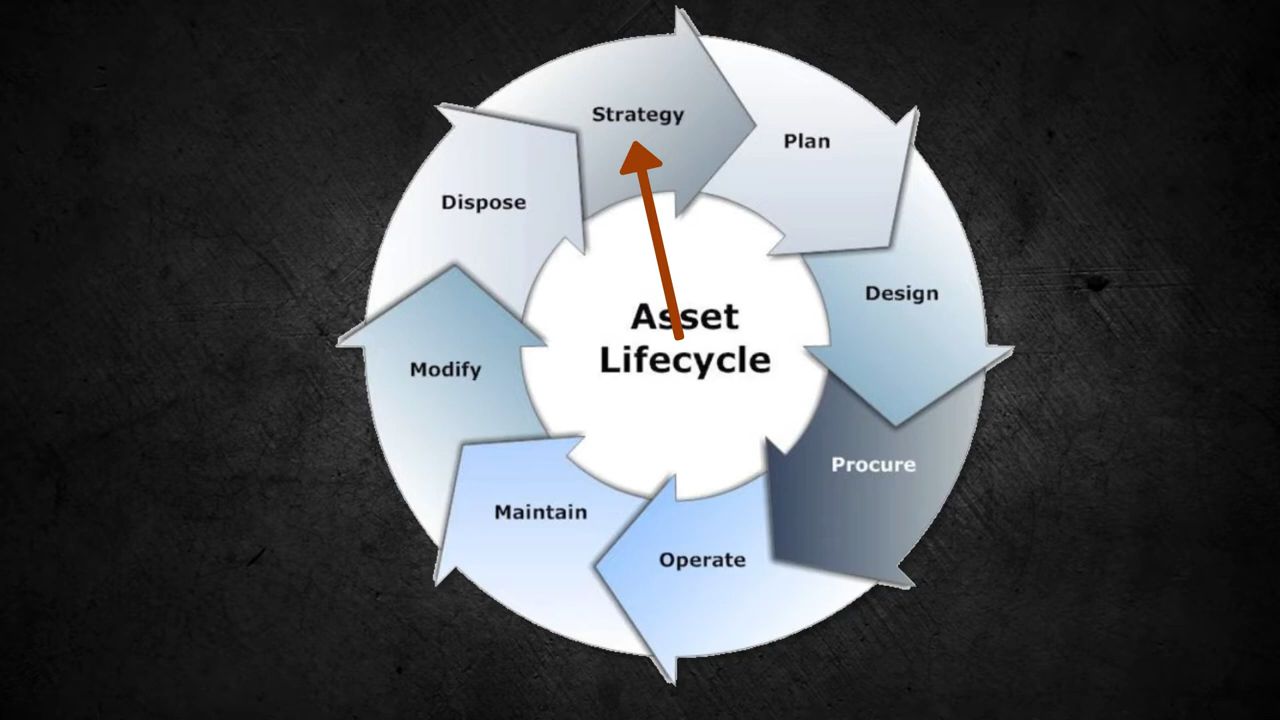 Strategy
Plan
Design
Procure
Operate
Maintain
Modify
Dispose
Asset
Lifecycle